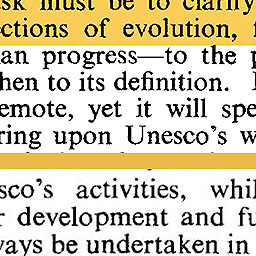 sk must be to clarify
ections of evolution, f
an progress—to the p
hen to its definition.
emote, yet it will spe
ring upon Unesco's w
sco's activities, whil
r development and fu
ways be undertaken in